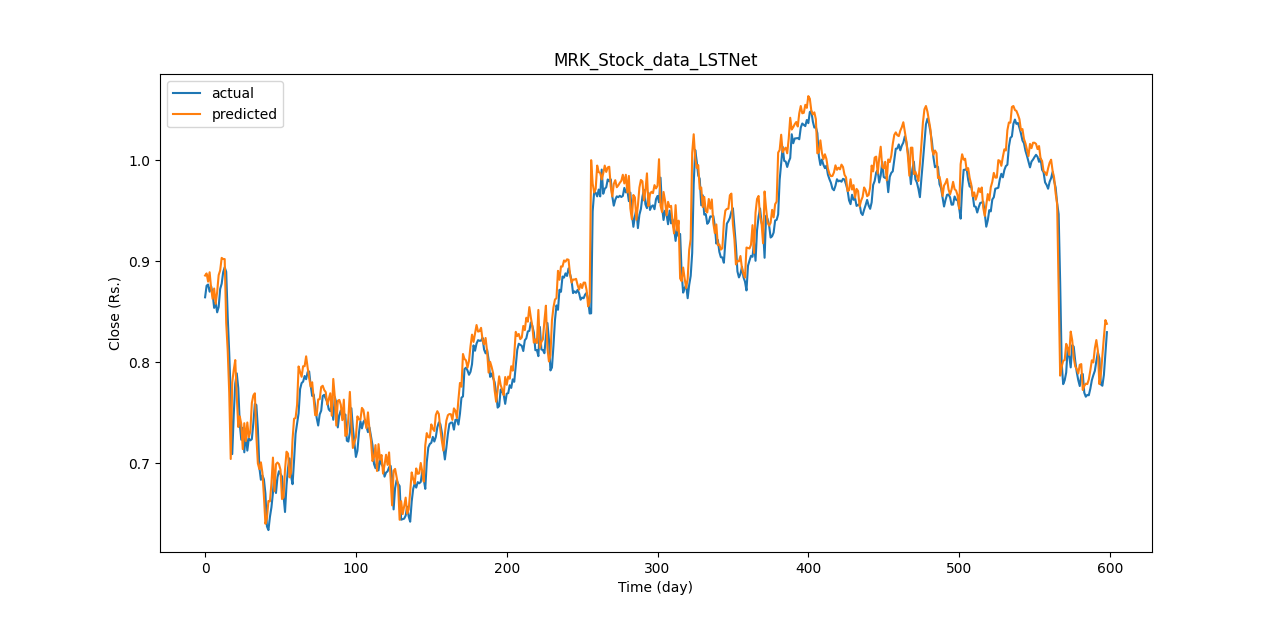 MRK_Stock_data_LSTNet
actual
predicted
1.0
0.9
0.8
0.7
Close (Rs.)
0 100 200 300 400 500 600
Time (day)